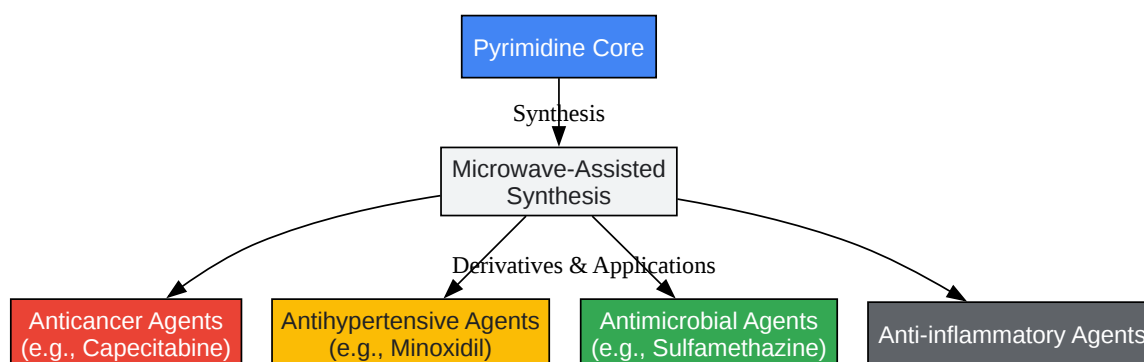 Pyrimidine Core
Synthesis
Microwave-Assisted
Synthesis
Derivatives & Applications
Anticancer Agents
(e.g., Capecitabine)
Antihypertensive Agents
(e.g., Minoxidil)
Antimicrobial Agents
(e.g., Sulfamethazine)
Anti-inflammatory Agents